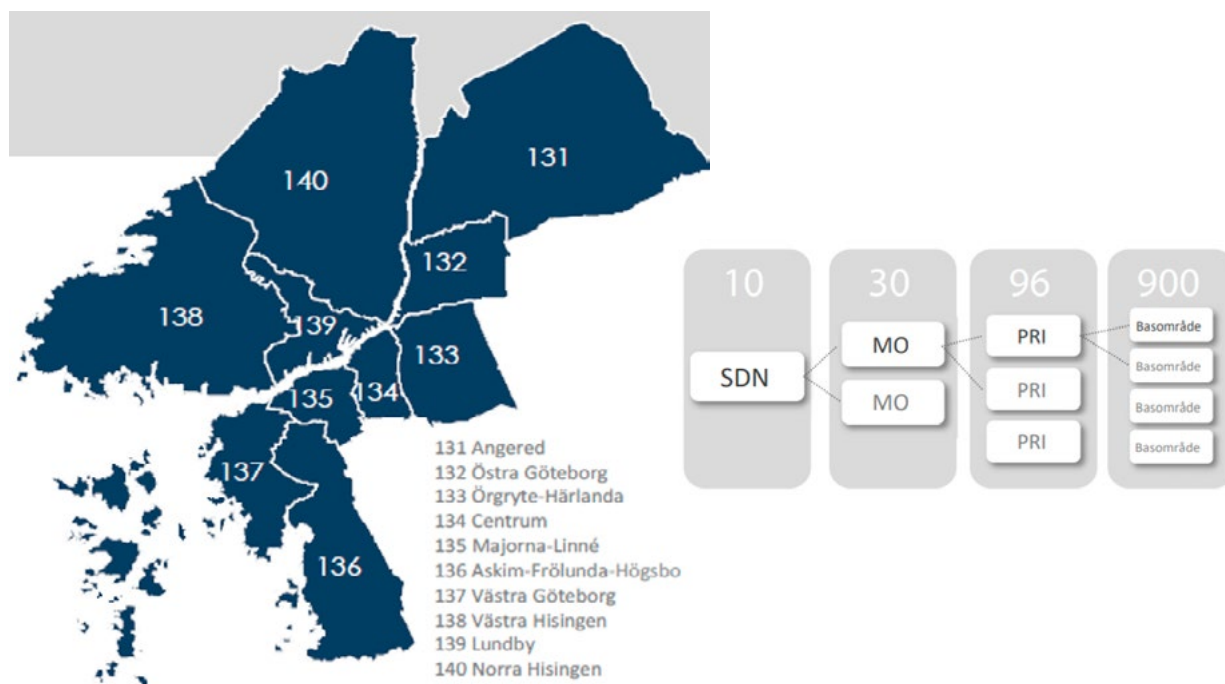 140
131
132
138
139
133
134
135
137
136
131 Angered
132 Östra Göteborg
133 Örgryte-Härlanda
134 Centrum
135 Majorna-Linné
136 Askim-Frölunda-Högsbo
137 Västra Göteborg
138 Västra Hisingen
139 Lundby
140 Norra Hisingen
10
30
96
900
SDN
MO
MO
PRI
PRI
PRI
Basområde
Basområde
Basområde
Basområde